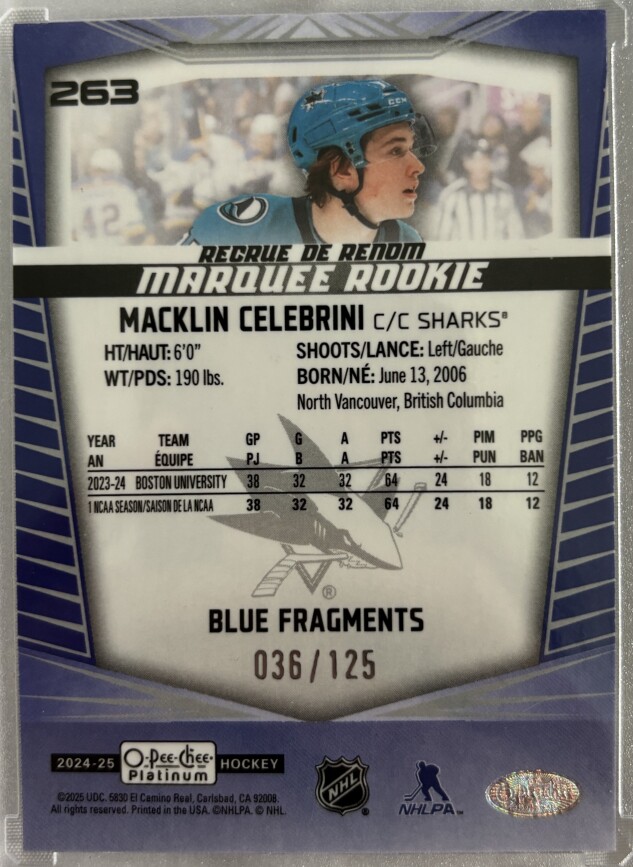 263
42
CCM
RECRUE DE RENOM
MARQUEE ROOKIE
MACKLIN CELEBRINI C/C SHARKS®
HT/HAUT: 6'0" SHOOTS/LANCE: Left/Gauche
WT/PDS: 190 lbs. BORN/NÉ: June 13, 2006
North Vancouver, British Columbia
YEAR TEAM GP G A PTS +/- PIM PPG
AN ÉQUIPE PJ B A PTS +/- PUN BAN
2023-24 BOSTON UNIVERSITY 38 32 32 64 24 18 12
1 NCAA SEASON/SAISON DE LA NCAA 38 32 32 64 24 18 12
®
BLUE FRAGMENTS
036/125
2024-25 O-Pee-Chee Platinum HOCKEY
NHL ®
NHLPA™
©2025 UDC. 5830 El Camino Real, Carlsbad, CA 92008.
All rights reserved. Printed in the USA. ©NHLPA. © NHL.